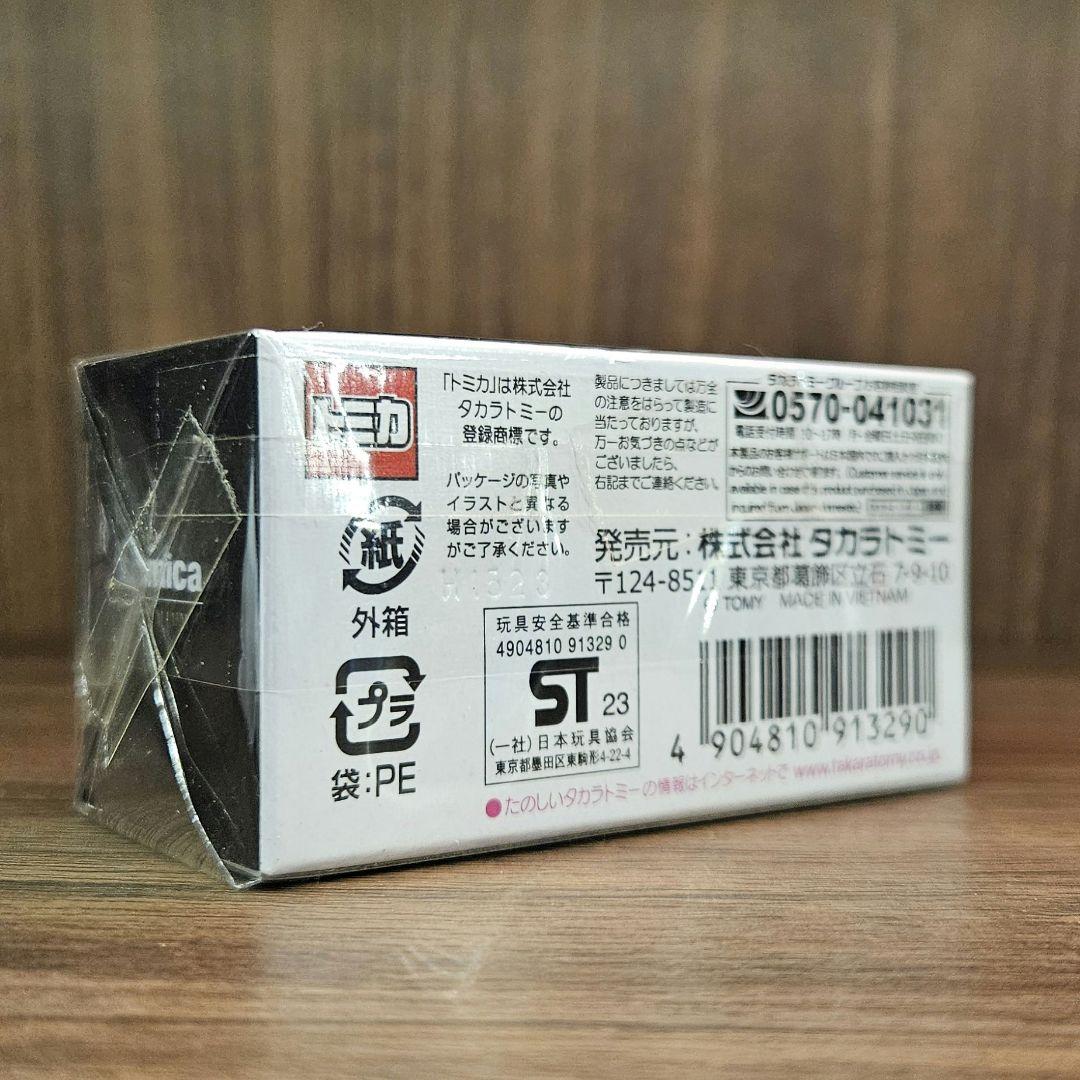 トミカ
「トミカ」は株式会社
タカラトミーの
登録商標です。
パッケージの写真や
イラストと異なる
場合がございます
がご了承ください。
製品につきましては万全
の注意をはらって製造に
当たっておりますが、
万一お気づきの点などが
ございましたら、
右記までご連絡ください。
0570-041031
発売元:株式会社 タカラトミー
〒124-8511 東京都葛飾区立石 7-9-10
TOMY MADE IN VIETNAM
紙
外箱
プラ
袋:PE
玩具安全基準合格
4904810 91329 0
ST 23
(一社)日本玩具協会
東京都墨田区東駒形4-22-4
4 904810 913290
●たのしいタカラトミーの情報はインターネットで www.takaratomy.co.jp